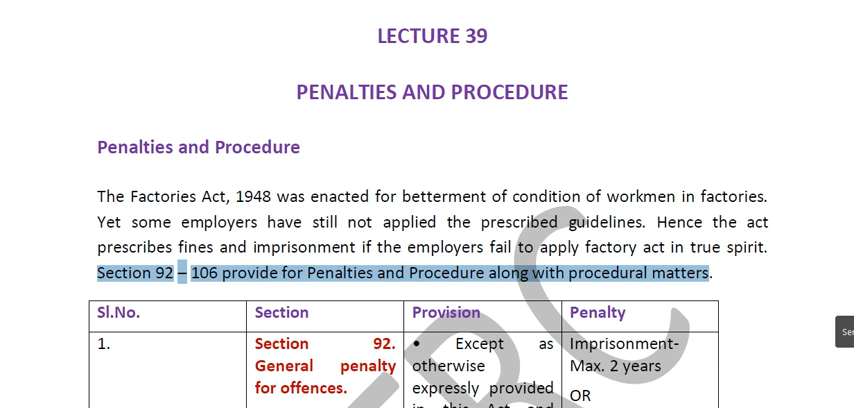 LECTURE 39
PENALTIES AND PROCEDURE
Penalties and Procedure
The Factories Act, 1948 was enacted for betterment of condition of workmen in factories.
Yet some employers have still not applied the prescribed guidelines. Hence the act
prescribes fines and imprisonment if the employers fail to apply factory act in true spirit.
Section 92 – 106 provide for Penalties and Procedure along with procedural matters.
Sl.No. Section Provision Penalty
1. Section 92. • Except as Imprisonment-
General penalty otherwise Max. 2 years
for offences. expressly provided OR
in this Act and